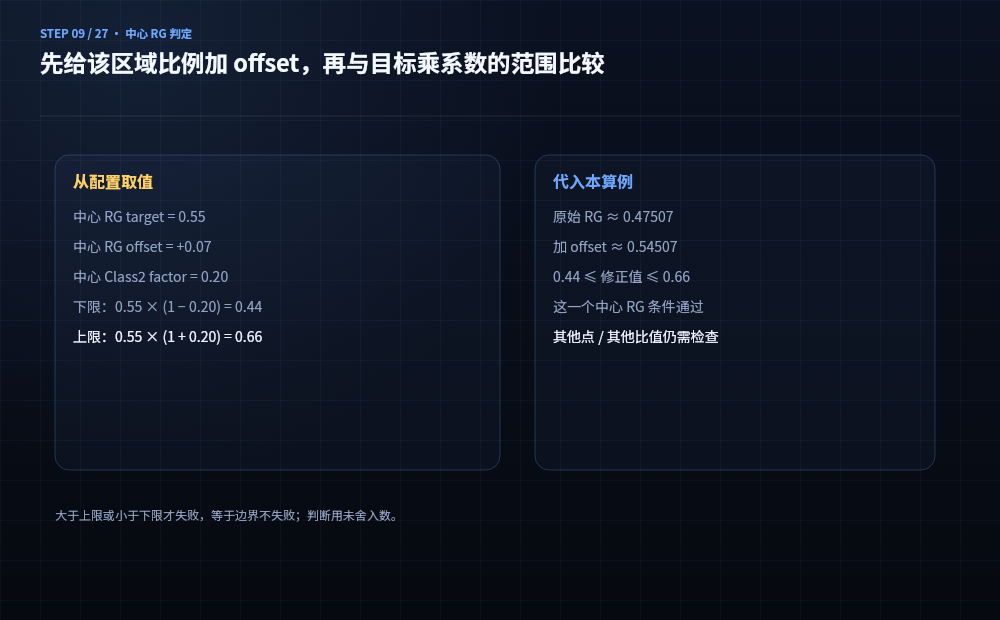 STEP 09 / 27 • 中心 RG 判定
先给该区域比例加 offset，再与目标乘系数的范围比较
从配置取值
中心 RG target = 0.55
中心 RG offset = +0.07
中心 Class2 factor = 0.20
下限：0.55 × (1 − 0.20) = 0.44
上限：0.55 × (1 + 0.20) = 0.66
代入本算例
原始 RG ≈ 0.47507
加 offset ≈ 0.54507
0.44 ≤ 修正值 ≤ 0.66
这一个中心 RG 条件通过
其他点 / 其他比值仍需检查
大于上限或小于下限才失败，等于边界不失败；判断用未舍入数。